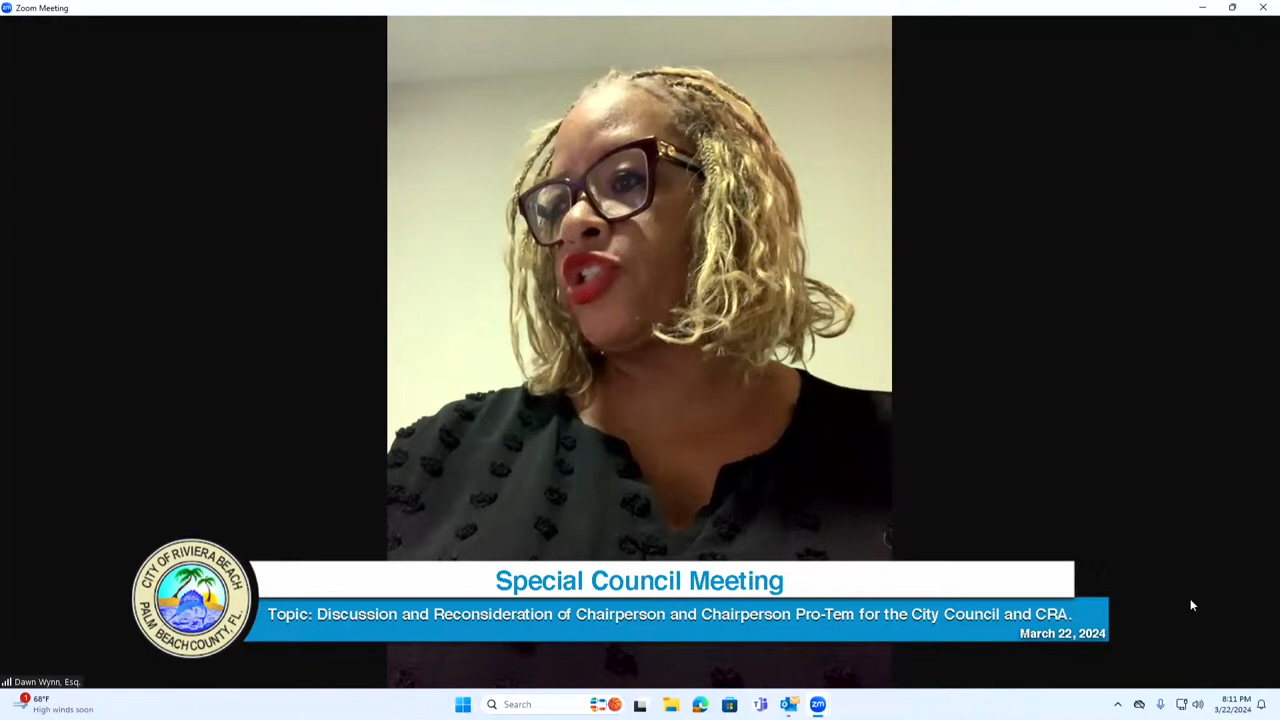 Zoom Meeting
CITY OF RIVIERA BEACH
PALM BEACH COUNTY, FL.
Special Council Meeting
Topic: Discussion and Reconsideration of Chairperson and Chairperson Pro-Tem for the City Council and CRA.
March 22, 2024
Dawn Wynn, Esq.
1
68°F
High winds soon
Search
zm
8:11 PM
3/22/2024